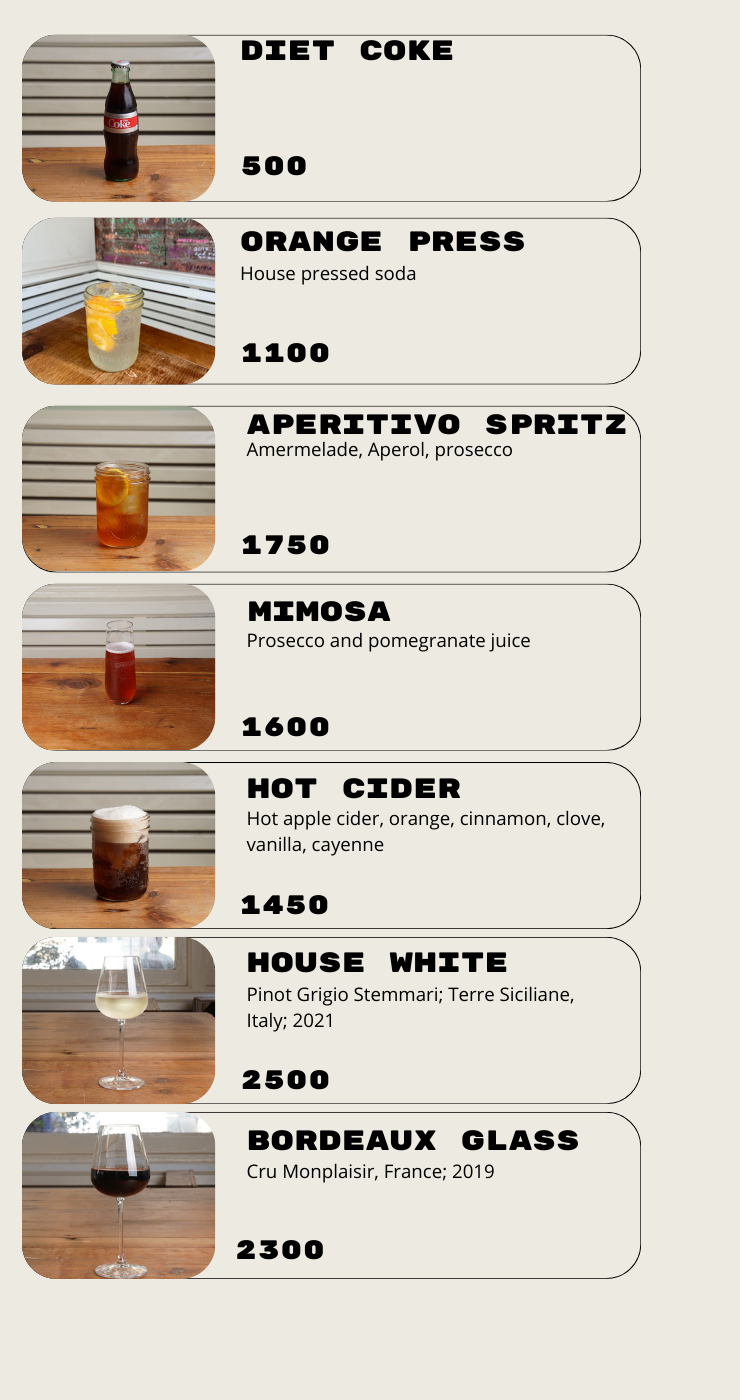 DIET COKE
Coke
500
ORANGE PRESS
House pressed soda
1100
APERITIVO SPRITZ
Amermelade, Aperol, prosecco
1750
MIMOSA
Prosecco and pomegranate juice
1600
HOT CIDER
Hot apple cider, orange, cinnamon, clove,
vanilla, cayenne
1450
HOUSE WHITE
Pinot Grigio Stemmari; Terre Siciliane,
Italy; 2021
2500
BORDEAUX GLASS
Cru Monplaisir, France; 2019
2300